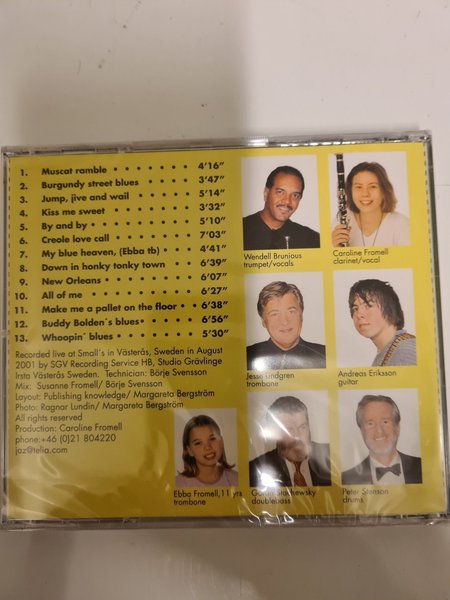 1. Muscat ramble 4’16”
2. Burgundy street blues 3’47”
3. Jump, jive and wail 5’14”
4. Kiss me sweet 3’32”
5. By and by 5’10”
6. Creole love call 7’03”
7. My blue heaven, (Ebba tb) 4’41”
8. Down in honky tonky town 6’39”
9. New Orleans 6’07”
10. All of me 6’27”
11. Make me a pallet on the floor 6’38”
12. Buddy Bolden´s blues 6’56”
13. Whoopin´ blues 5’30”
Recorded live at Small´s in Västerås, Sweden in August
2001 by SGV Recording Service HB, Studio Grävlinge
Irsta Västerås Sweden. Technician: Börje Svensson
Mix: Susanne Fromell/ Börje Svensson
Layout: Publishing knowledge/ Margareta Bergström
Photo: Ragnar Lundin/ Margareta Bergström
All rights reserved
Production: Caroline Fromell
phone:+46 (0)21 804220
jaz@telia.com
Wendell Brunious
trumpet/vocals
Caroline Fromell
clarinet/vocal
Jesse Lindgren
trombone
Andreas Eriksson
guitar
Ebba Fromell, 11 yrs
trombone
doublebass
Peter Stenson
drums